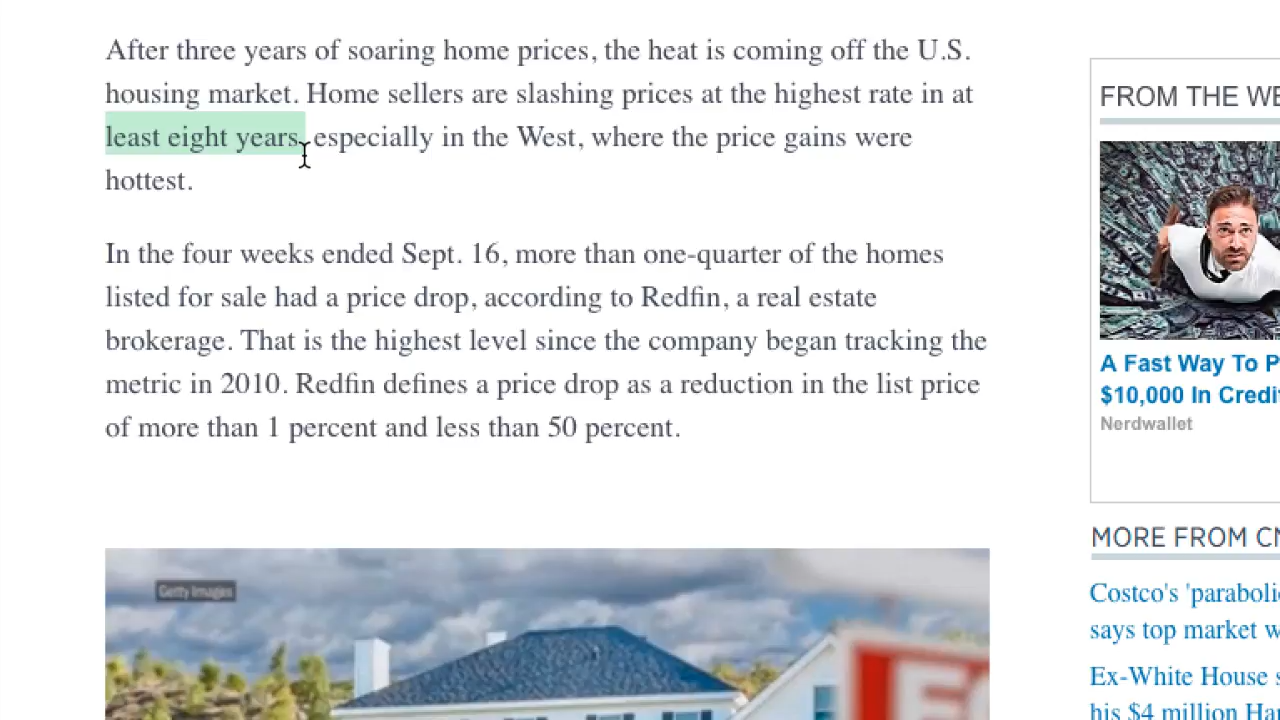 After three years of soaring home prices, the heat is coming off the U.S.
housing market. Home sellers are slashing prices at the highest rate in at
least eight years, especially in the West, where the price gains were
hottest.
In the four weeks ended Sept. 16, more than one-quarter of the homes
listed for sale had a price drop, according to Redfin, a real estate
brokerage. That is the highest level since the company began tracking the
metric in 2010. Redfin defines a price drop as a reduction in the list price
of more than 1 percent and less than 50 percent.
Getty Images
FROM THE WE
A Fast Way To P
$10,000 In Credi
Nerdwallet
MORE FROM CN
Costco's 'paraboli
says top market w
Ex-White House s
his $4 million Ha